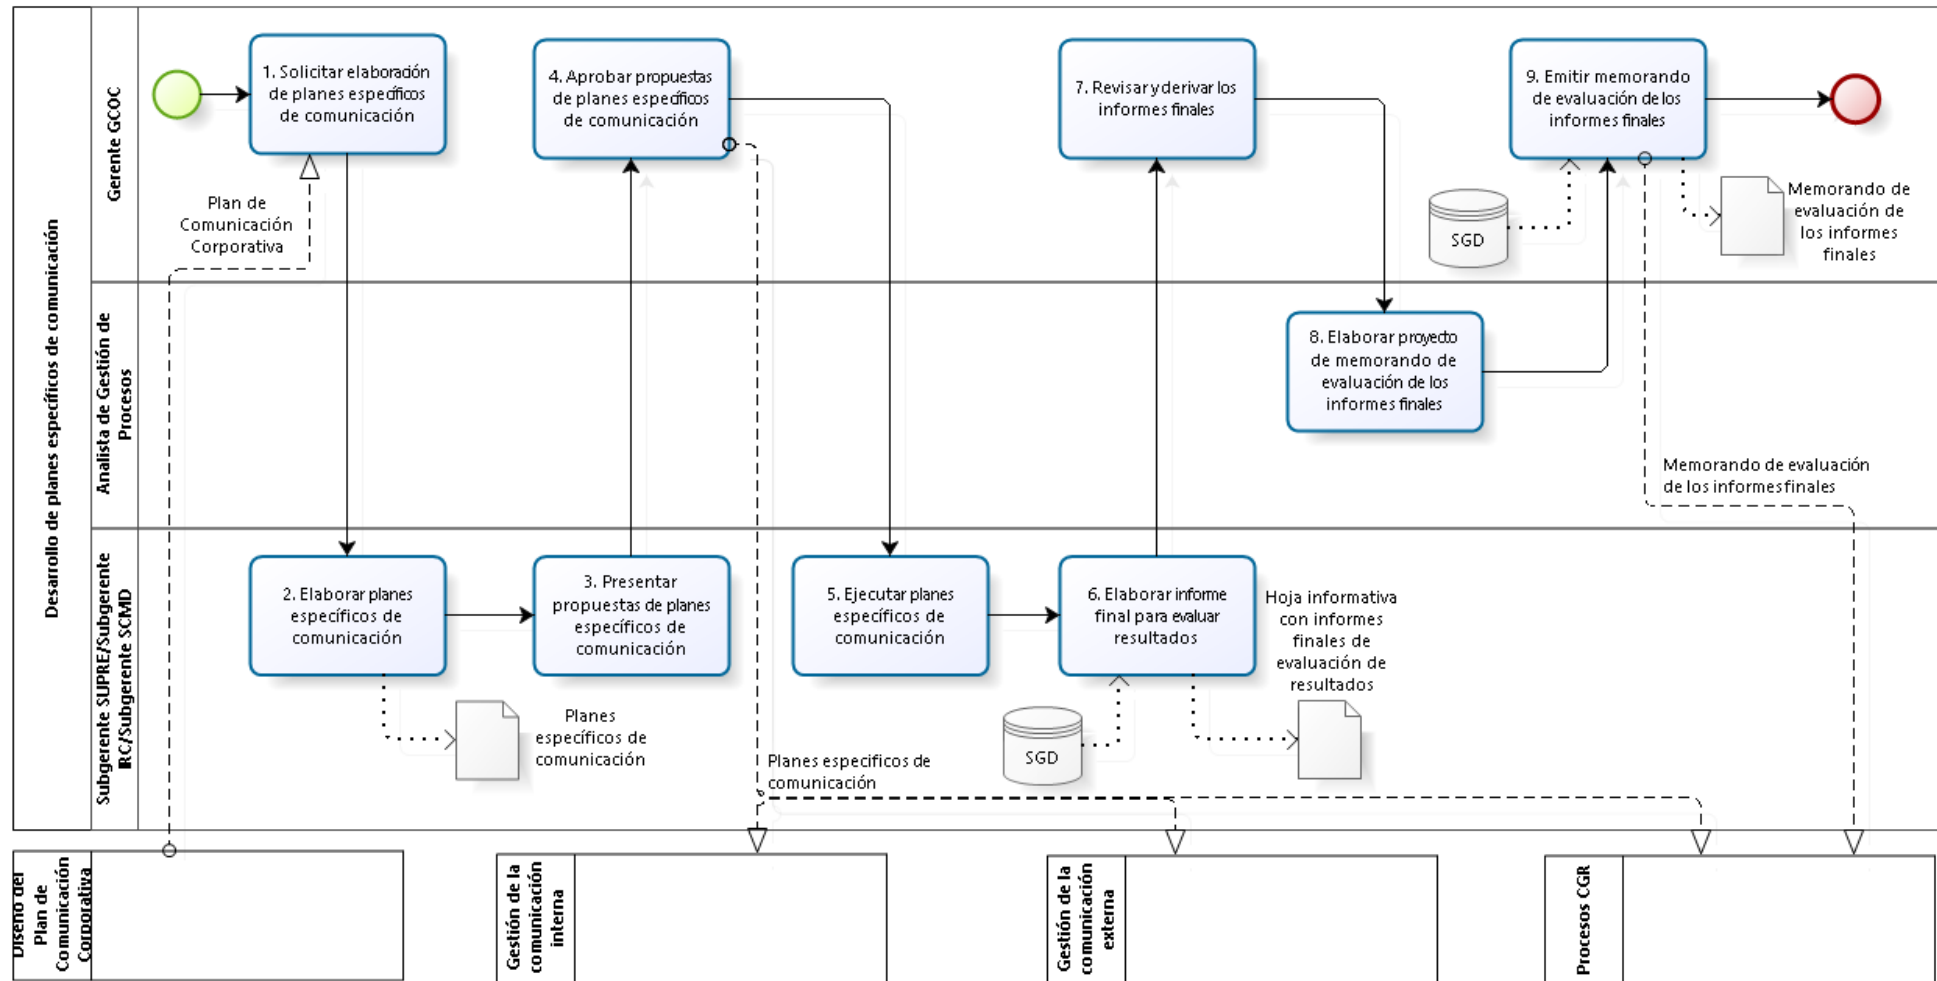 Desarrollo de planes específicos de comunicación
Gerente GCOC
1. Solicitar elaboración
de planes específicos
de comunicación
4. Aprobar propuestas
de planes específicos
de comunicación
7. Revisar y derivar los
informes finales
9. Emitir memorando
de evaluación de los
informes finales
Plan de
Comunicación
Corporativa
SGD
Memorando de
evaluación de
los informes
finales
Analista de Gestión de
Procesos
8. Elaborar proyecto
de memorando de
evaluación de los
informes finales
Memorando de evaluación
de los informes finales
Subgerente SUPRE/Subgerente
IRC/Subgerente SCMD
2. Elaborar planes
específicos de
comunicación
3. Presentar
propuestas de planes
específicos de
comunicación
5. Ejecutar planes
específicos de
comunicación
6. Elaborar informe
final para evaluar
resultados
Hoja informativa
con informes
finales de
evaluación de
resultados
Planes
específicos de
comunicación
SGD
Planes especificos de
comunicación
Diseño del
Plan de
Comunicación
Corporativa
Gestión de la
comunicación
interna
Gestión de la
comunicación
externa
Procesos CGR